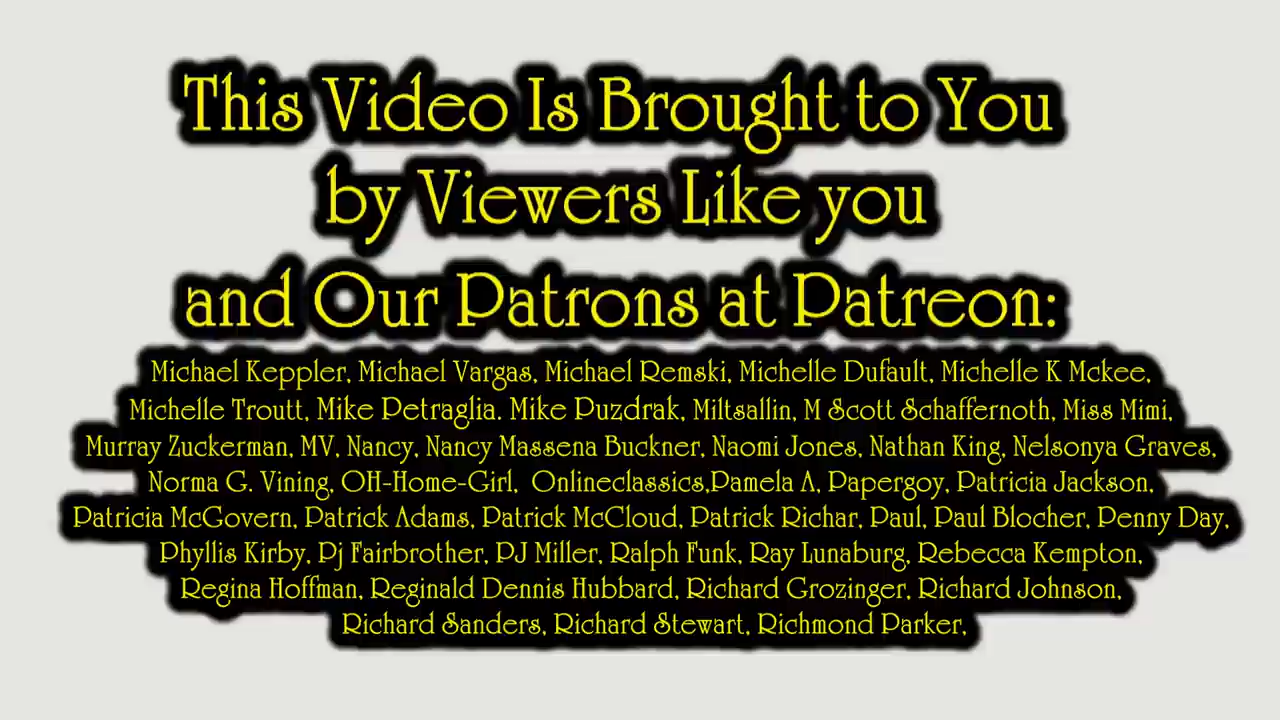 This Video Is Brought to You
by Viewers Like you
and Our Patrons at Patreon:
Michael Keppler, Michael Vargas, Michael Remski, Michelle Dufault, Michelle K Mckee,
Michelle Troutt, Mike Petraglia. Mike Puzdrak, Miltsallin, M Scott Schaffernoth, Miss Mimi,
Murray Zuckerman, MV, Nancy, Nancy Massena Buckner, Naomi Jones, Nathan King, Nelsonya Graves,
Norma G. Vining, OH-Home-Girl, Onlineclassics,Pamela A, Papergoy, Patricia Jackson,
Patricia McGovern, Patrick Adams, Patrick McCloud, Patrick Richar, Paul, Paul Blocher, Penny Day,
Phyllis Kirby, Pj Fairbrother, PJ Miller, Ralph Funk, Ray Lunaburg, Rebecca Kempton,
Regina Hoffman, Reginald Dennis Hubbard, Richard Grozinger, Richard Johnson,
Richard Sanders, Richard Stewart, Richmond Parker,